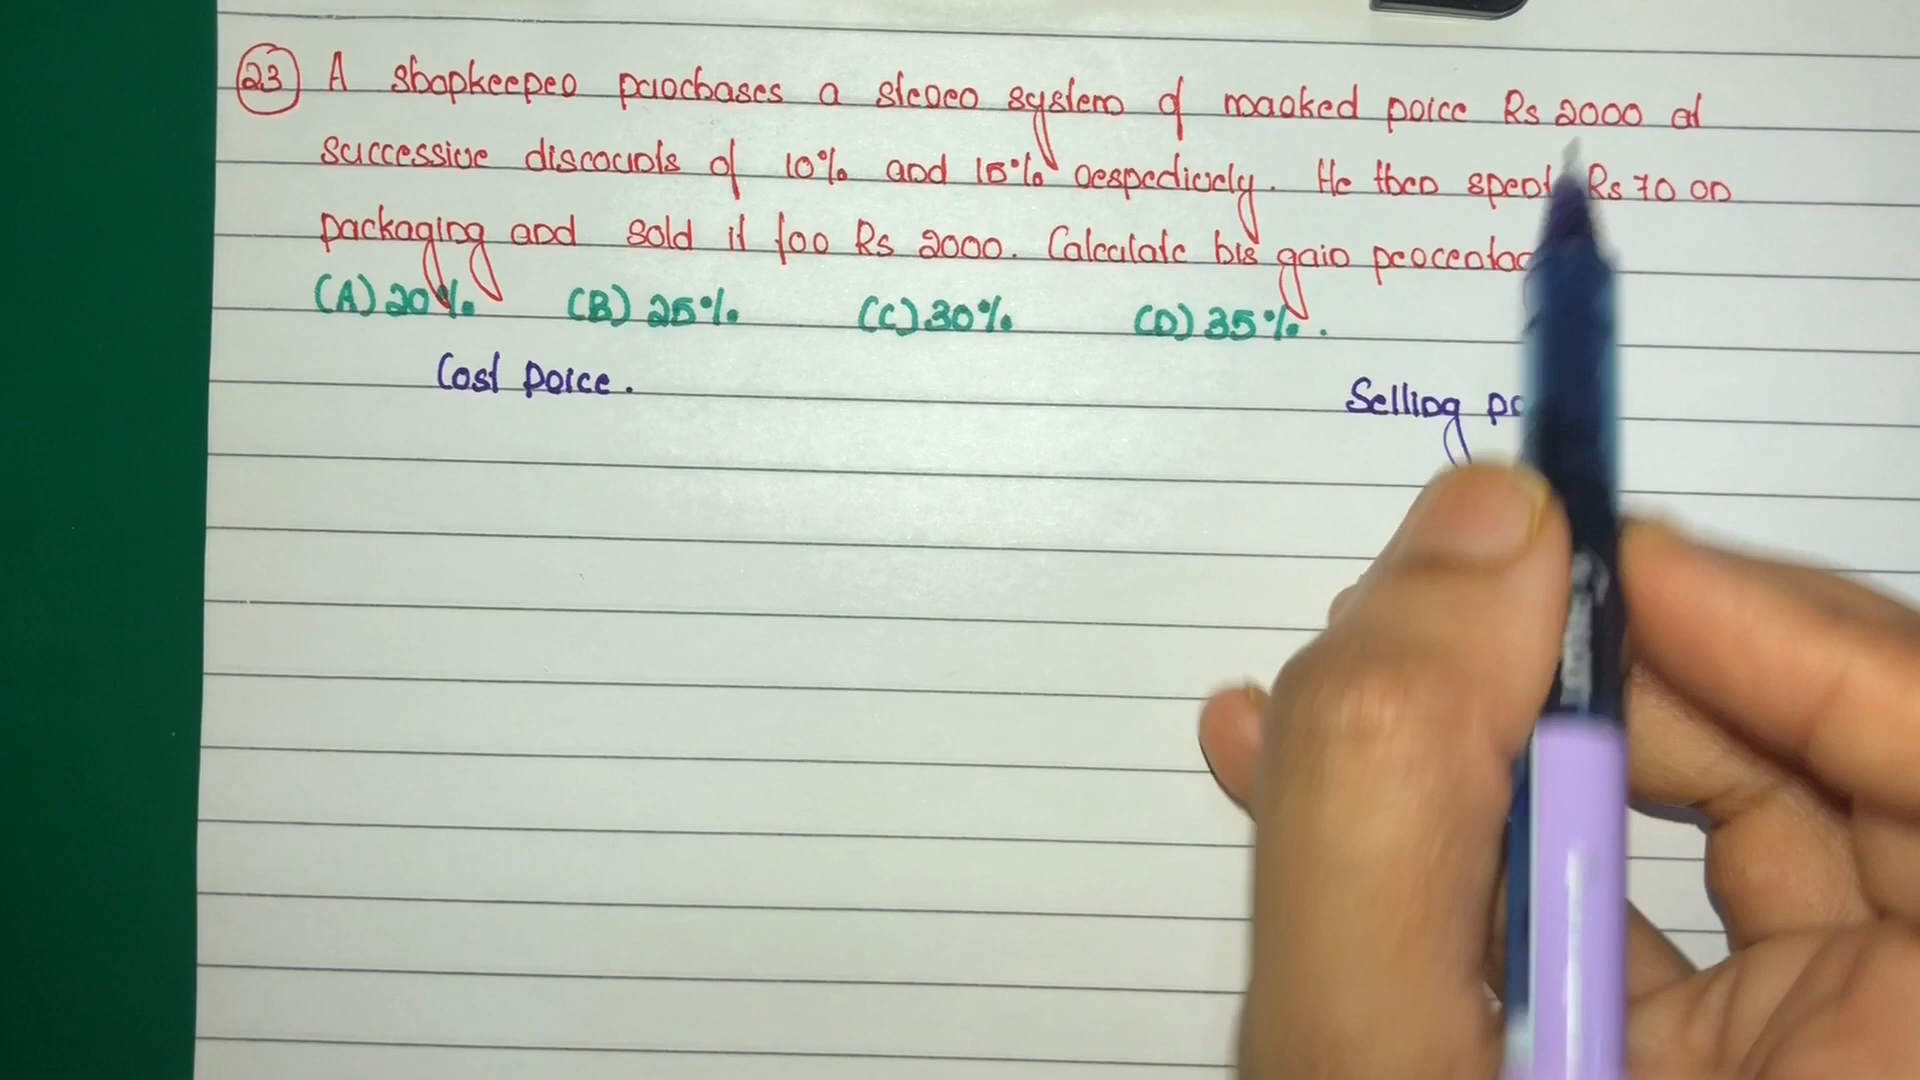 23 A shopkeeper purchases a stereo system of marked price Rs 2000 at
successive discounts of 10% and 15% respectively. He then spent Rs 70 on
packaging and sold it for Rs 2000. Calculate his gain
(A) 20% (B) 25% (C) 30% (D) 35%.
Cost price. Selling